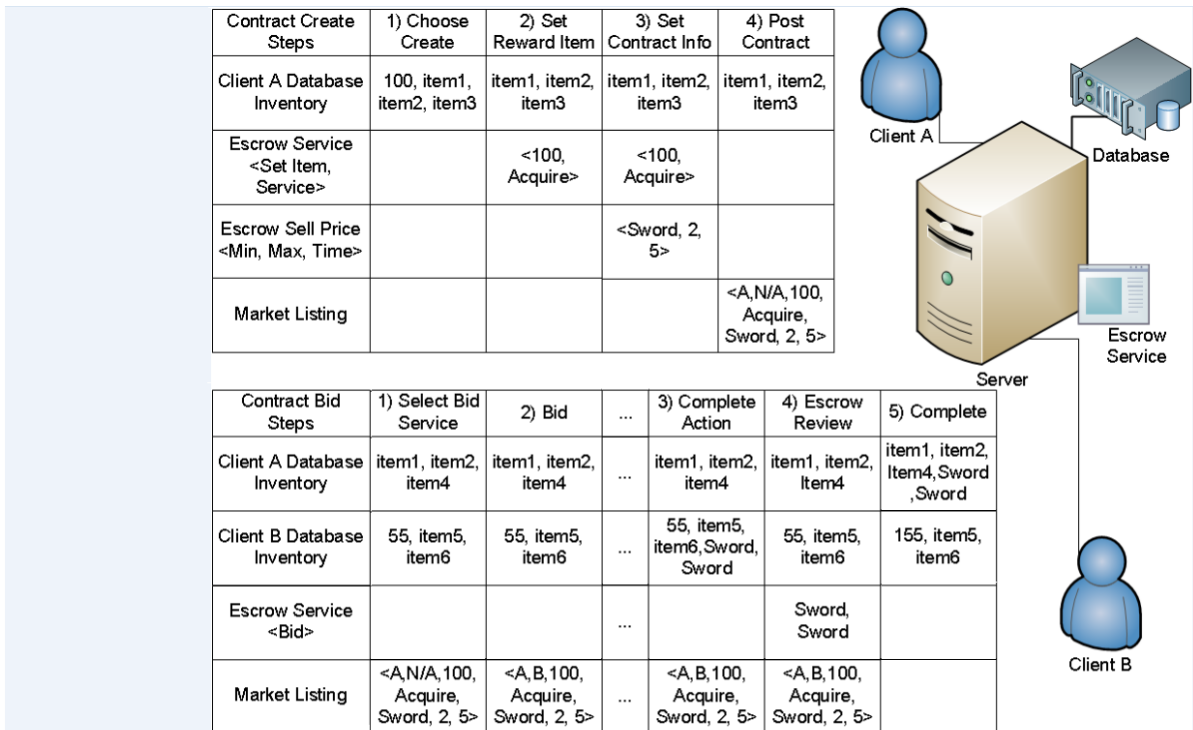 Contract Create
Steps
1) Choose
Create
2) Set
Reward Item
3) Set
Contract Info
4) Post
Contract
Client A Database
Inventory
100, item1,
item2, item3
item1, item2,
item3
item1, item2,
item3
item1, item2,
item3
Escrow Service
<Set Item,
Service>
<100,
Acquire>
<100,
Acquire>
Escrow Sell Price
<Min, Max, Time>
<Sword, 2,
5>
Market Listing
<A,N/A,100,
Acquire,
Sword, 2, 5>
Client A
Database
Escrow
Service
Server
Contract Bid
Steps
1) Select Bid
Service
2) Bid
...
3) Complete
Action
4) Escrow
Review
5) Complete
Client A Database
Inventory
item1, item2,
item4
item1, item2,
item4
...
item1, item2,
item4
item1, item2,
Item4
item1, item2,
Item4,Sword
,Sword
Client B Database
Inventory
55, item5,
item6
55, item5,
item6
...
55, item5,
item6,Sword,
Sword
55, item5,
item6
155, item5,
item6
Escrow Service
<Bid>
...
Sword,
Sword
Market Listing
<A,N/A,100,
Acquire,
Sword, 2, 5>
<A,B,100,
Acquire,
Sword, 2, 5>
...
<A,B,100,
Acquire,
Sword, 2, 5>
<A,B,100,
Acquire,
Sword, 2, 5>
Client B